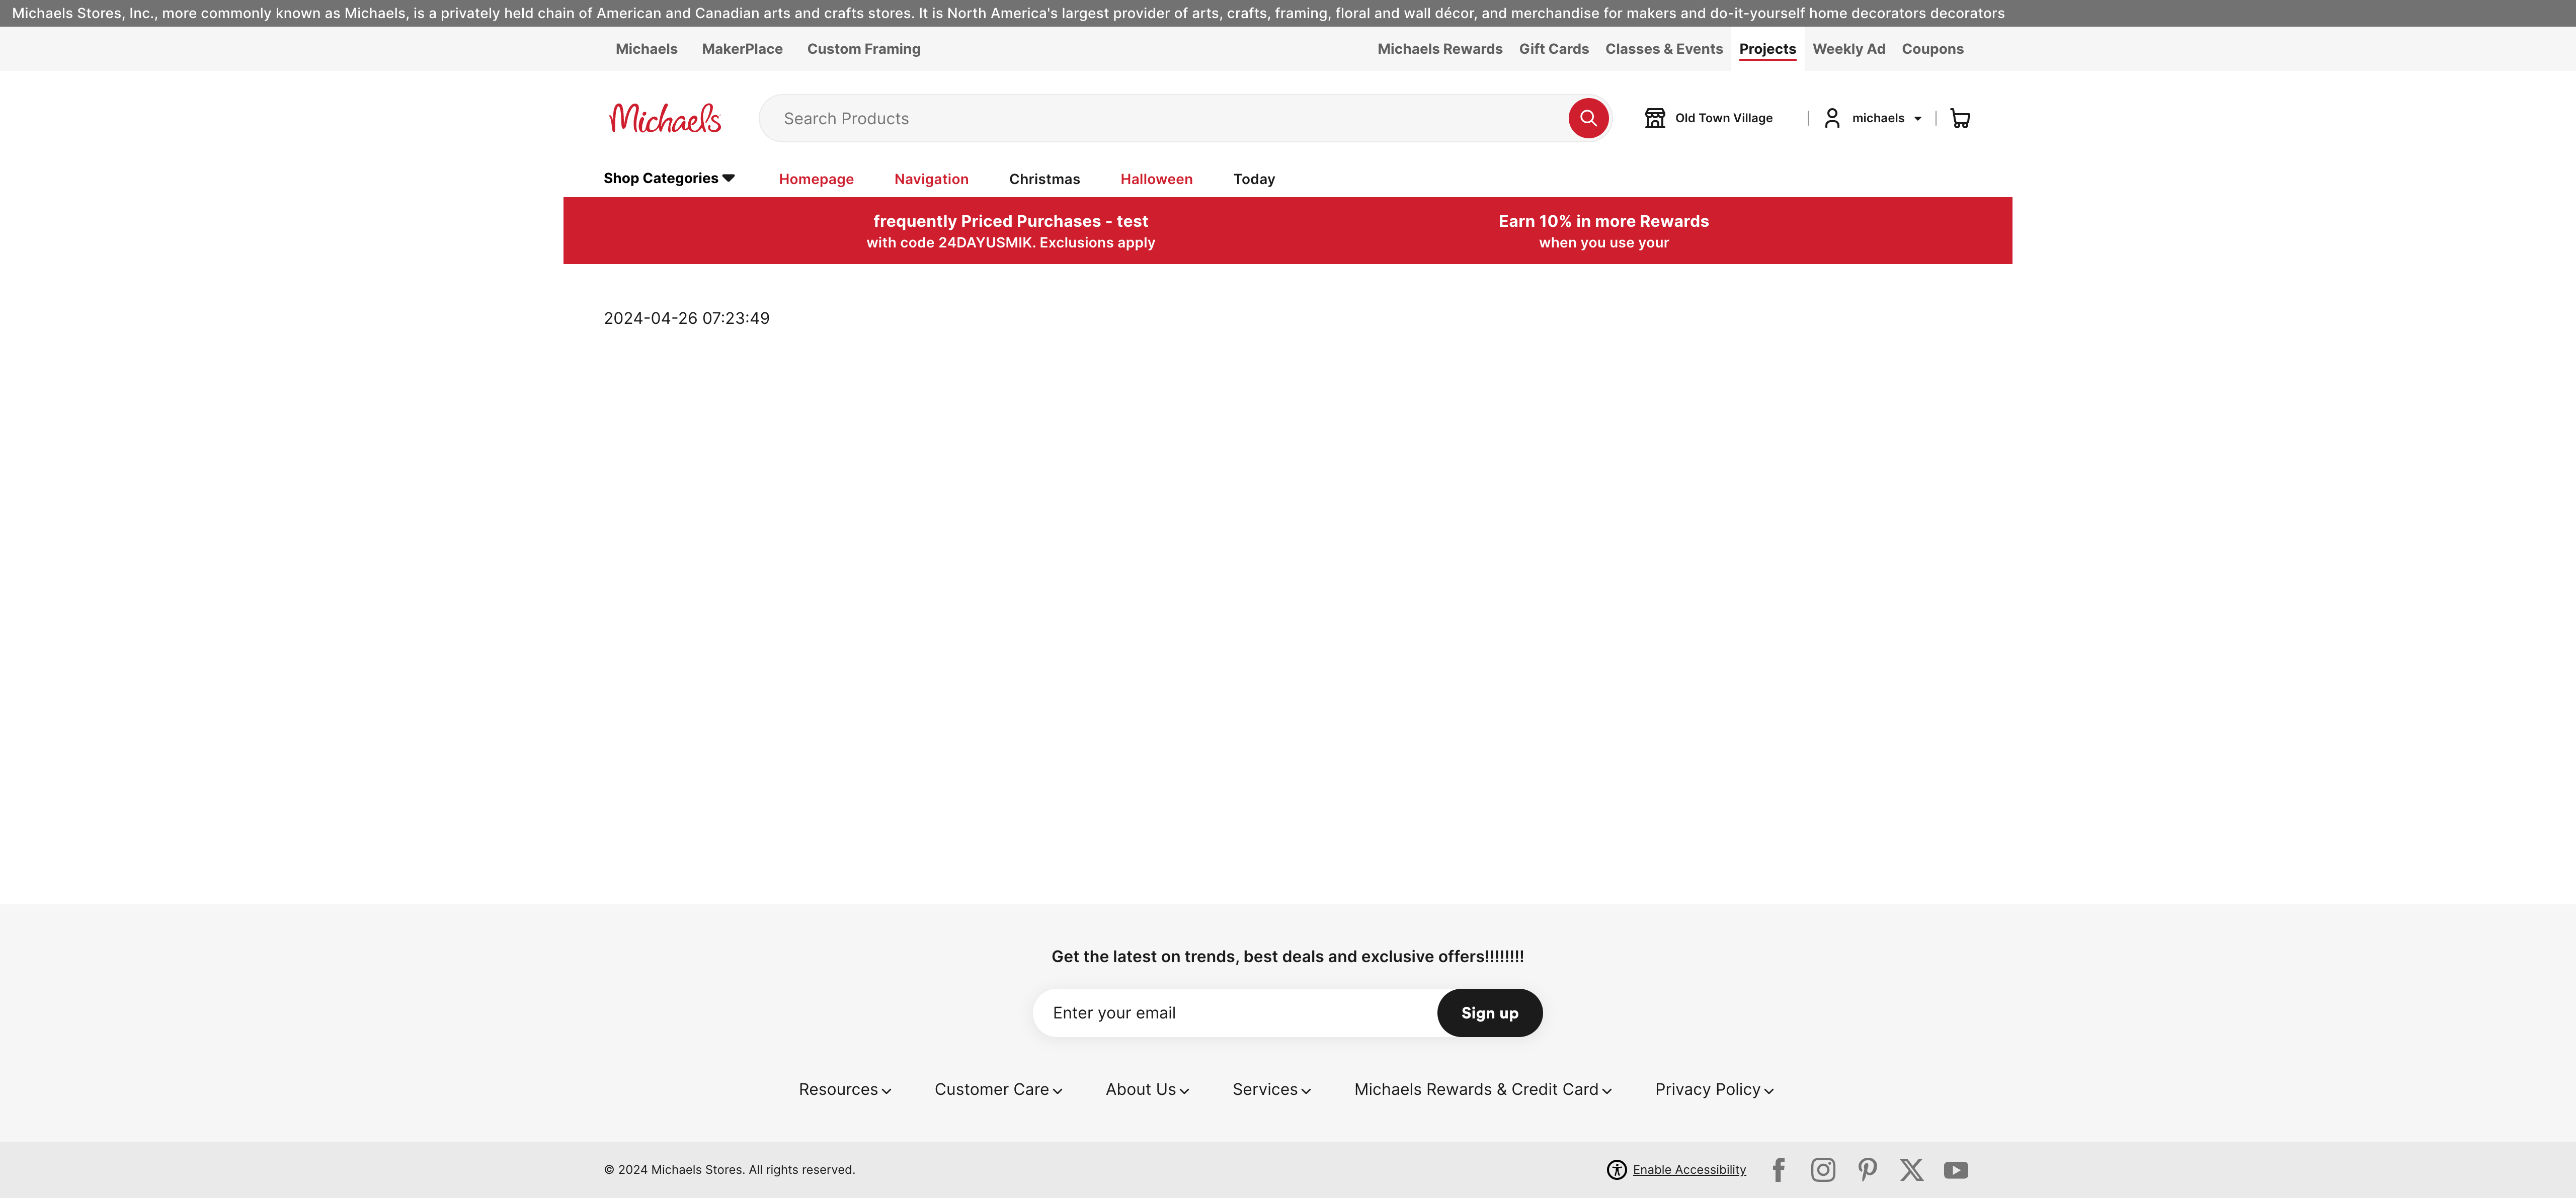 Michaels Stores, Inc., more commonly known as Michaels, is a privately held chain of American and Canadian arts and crafts stores. It is North America's largest provider of arts, crafts, framing, floral and wall décor, and merchandise for makers and do-it-yourself home decorators decorators
Michaels MakerPlace Custom Framing Michaels Rewards Gift Cards Classes & Events Projects Weekly Ad Coupons
Michaels Search Products Old Town Village michaels
Shop Categories Homepage Navigation Christmas Halloween Today
frequently Priced Purchases - test Earn 10% in more Rewards
with code 24DAYUSMIK. Exclusions apply when you use your
2024-04-26 07:23:49
Get the latest on trends, best deals and exclusive offers!!!!!!!!
Enter your email Sign up
Resources Customer Care About Us Services Michaels Rewards & Credit Card Privacy Policy
© 2024 Michaels Stores. All rights reserved. Enable Accessibility